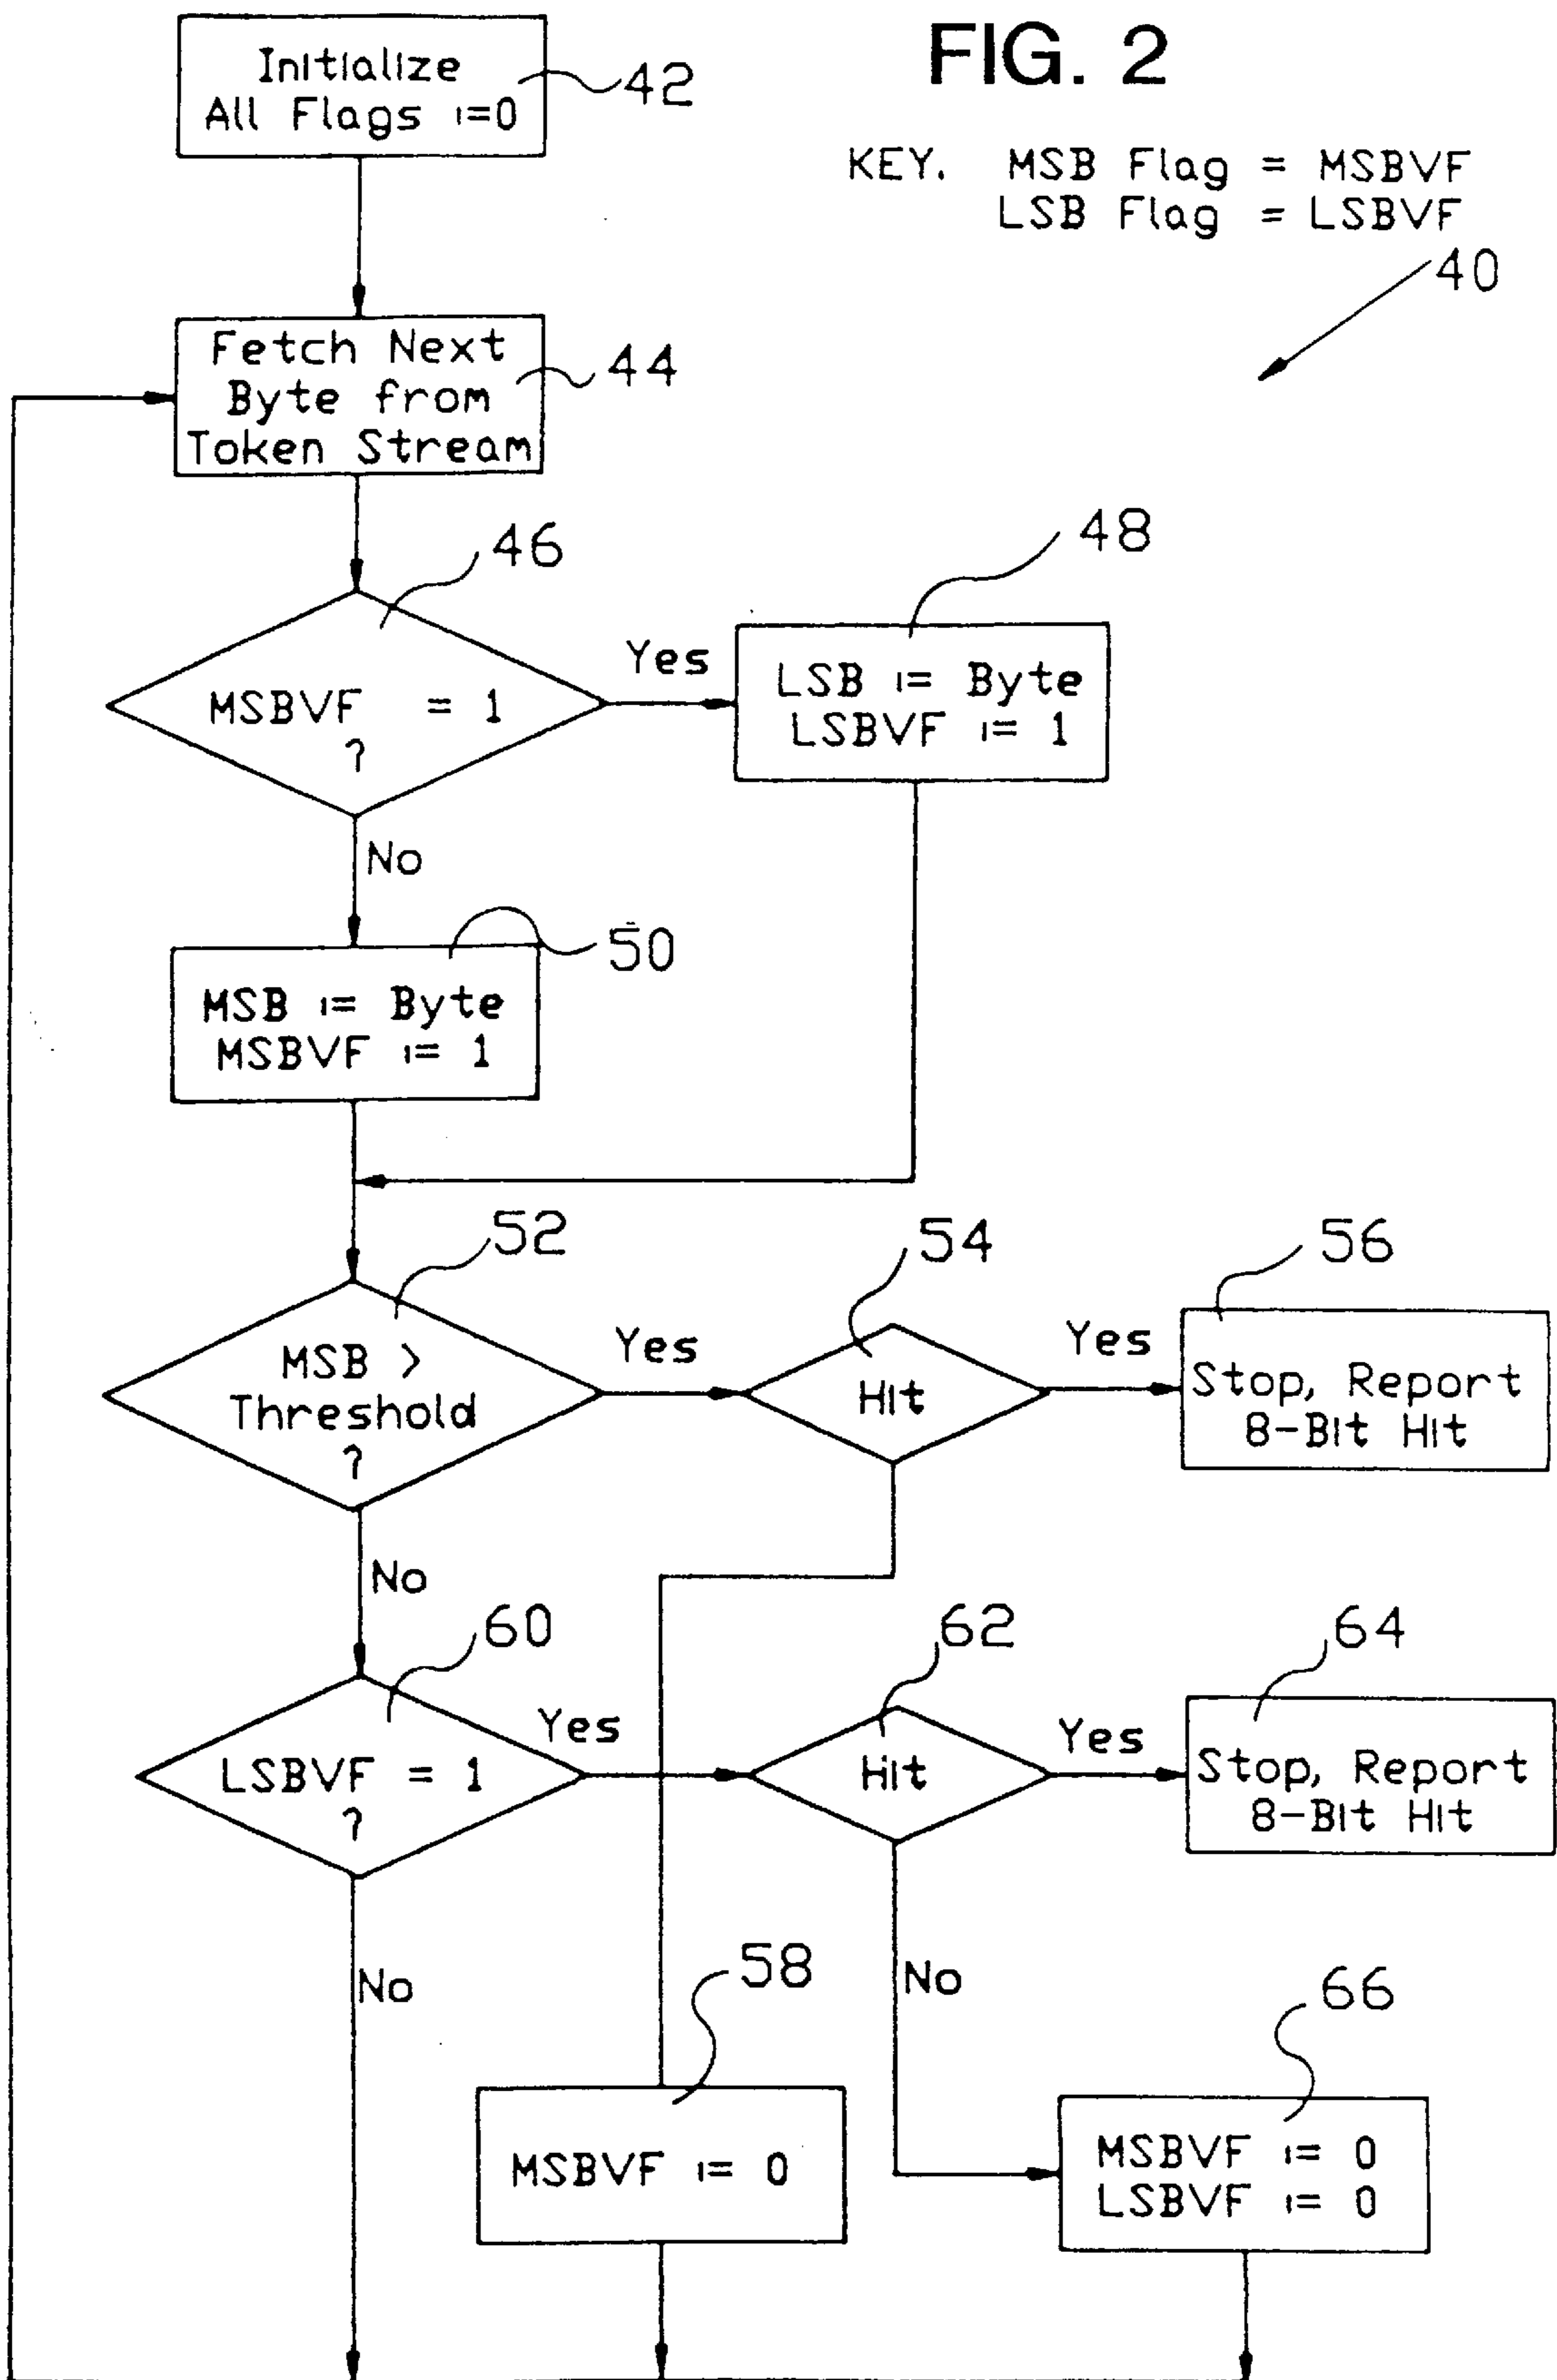 FIG. 2
Initialize
All Flags := 0
42
KEY. MSB Flag = MSBVF
LSB Flag = LSBVF
40
Fetch Next
Byte from
Token Stream
44
46
48
MSBVF = 1
?
Yes
LSB := Byte
LSBVF := 1
No
50
MSB := Byte
MSBVF := 1
52
54
56
MSB >
Threshold
?
Yes
Hit
Yes
Stop, Report
8-Bit Hit
No
60
62
64
LSBVF = 1
?
Yes
Hit
Yes
Stop, Report
8-Bit Hit
No
58
No
66
MSBVF := 0
MSBVF := 0
LSBVF := 0